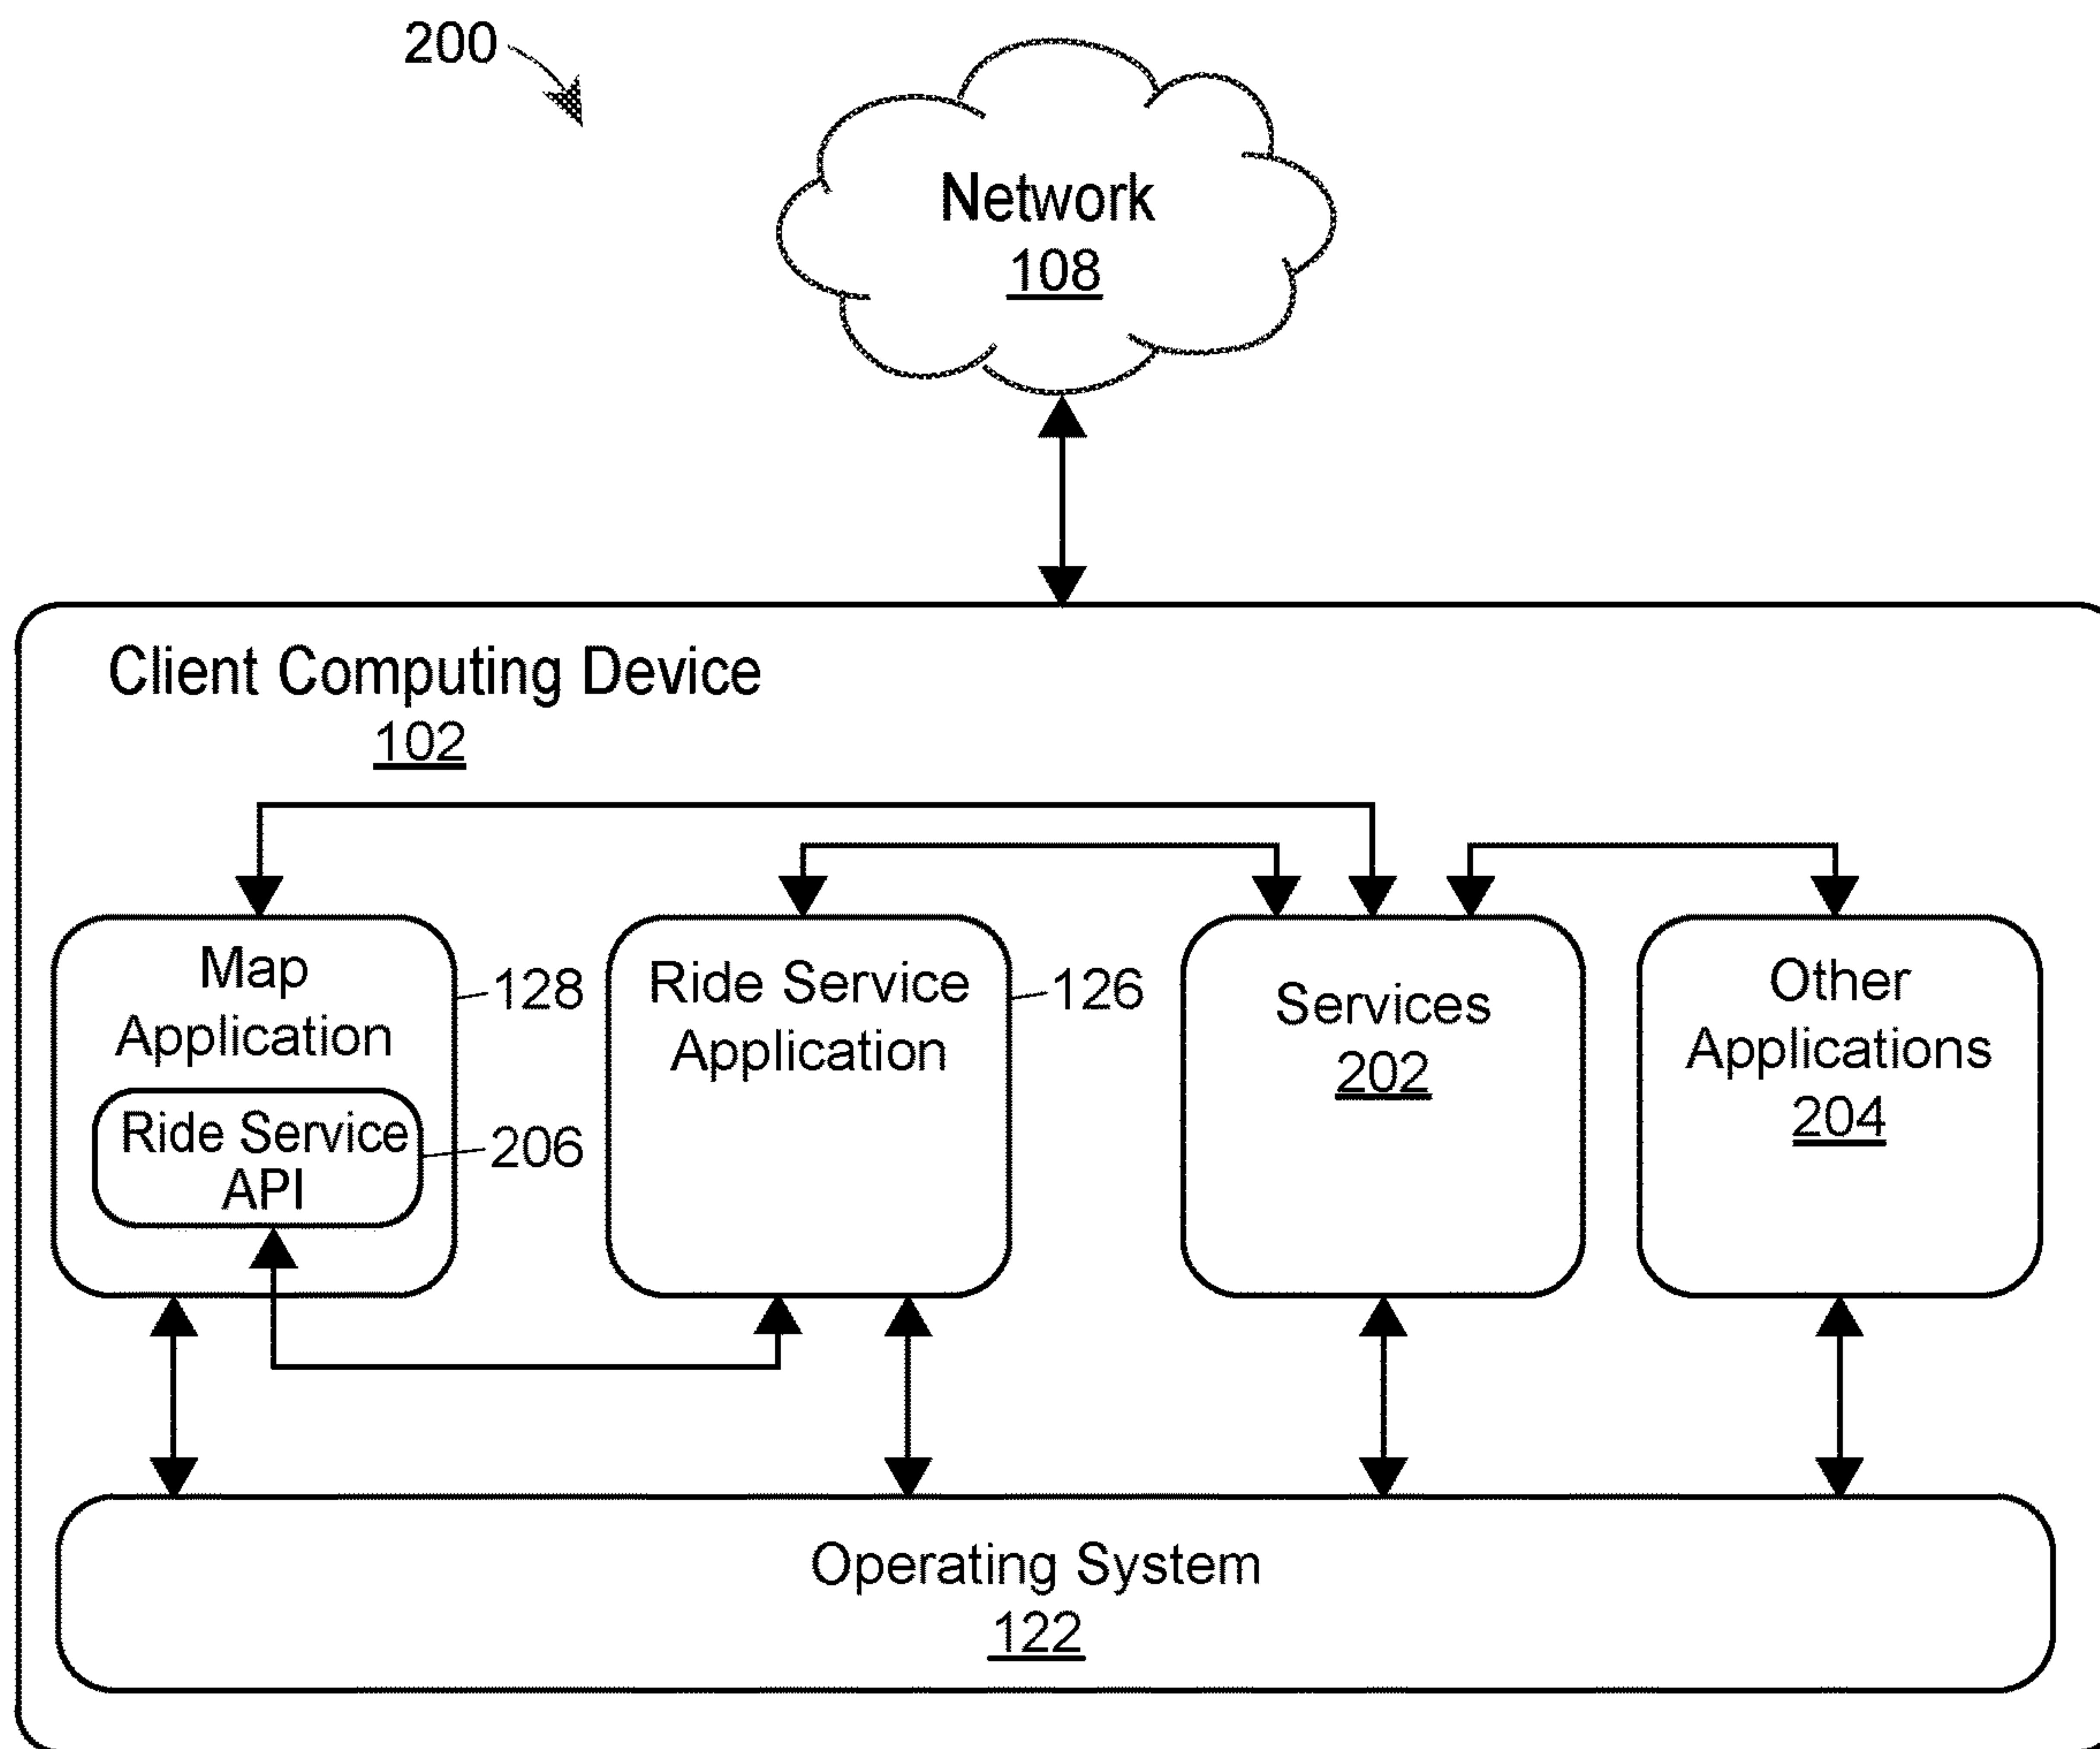 200
Network
108
Client Computing Device
102
Map
Application
128
Ride Service
API
206
Ride Service
Application
126
Services
202
Other
Applications
204
Operating System
122